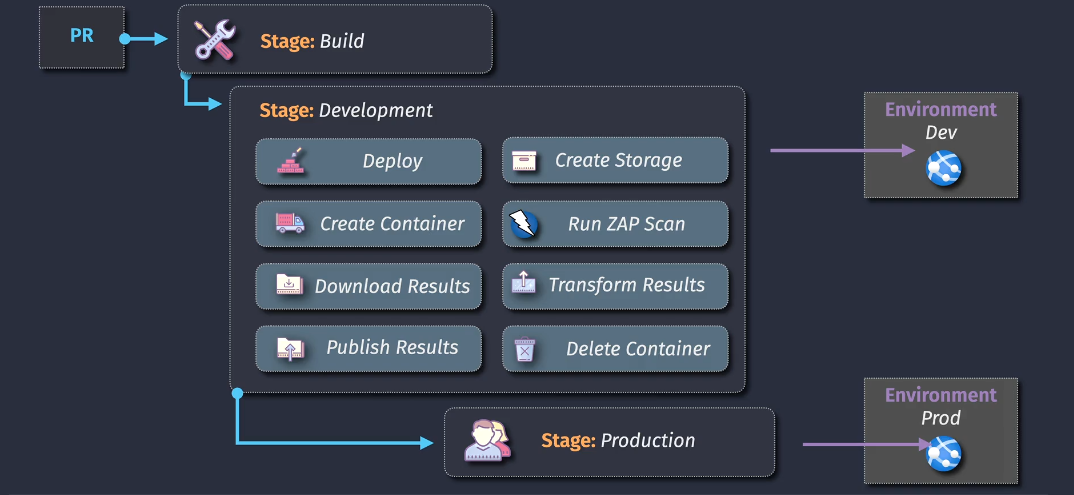 PR
Stage: Build
Stage: Development
Deploy
Create Storage
Create Container
Run ZAP Scan
Download Results
Transform Results
Publish Results
Delete Container
Environment
Dev
Stage: Production
Environment
Prod